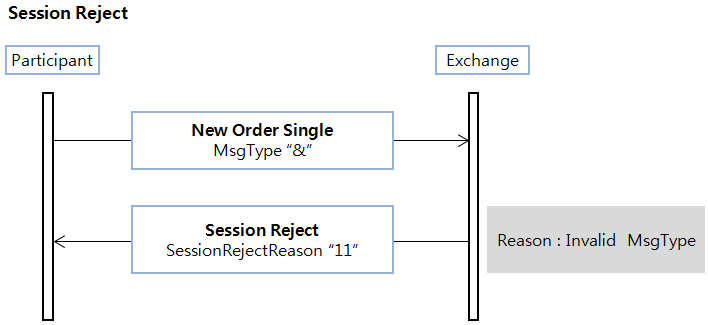 Session Reject
Participant
Exchange
New Order Single
MsgType “&”
Session Reject
SessionRejectReason “11”
Reason : Invalid MsgType